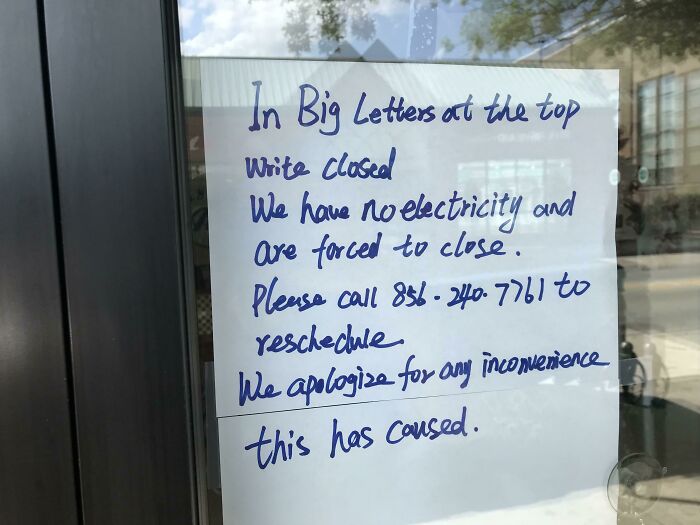 In Big Letters at the top
Write closed
We have no electricity and
are forced to close.
Please call 856-240-7761 to
reschedule.
We apologize for any inconvenience
this has caused.